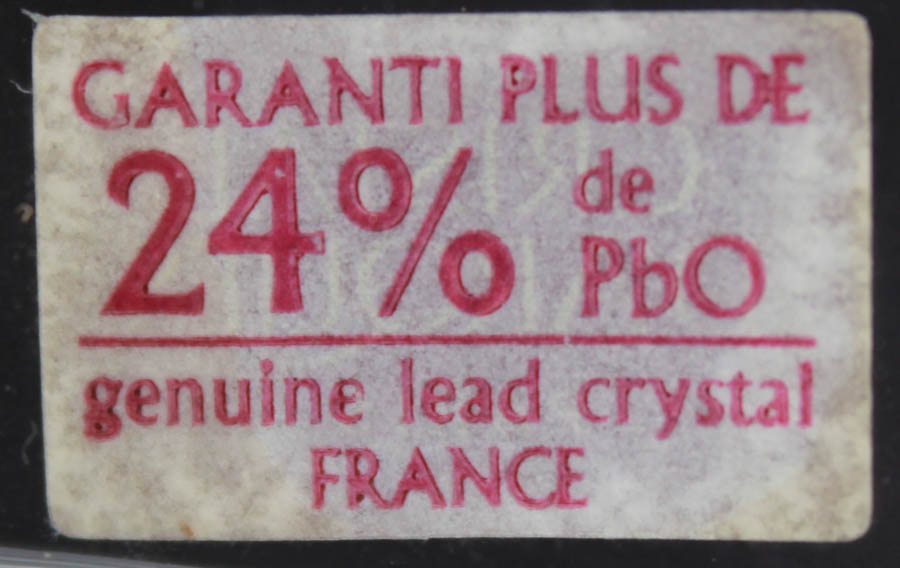 GARANTI PLUS DE
24% de PbO
genuine lead crystal
FRANCE